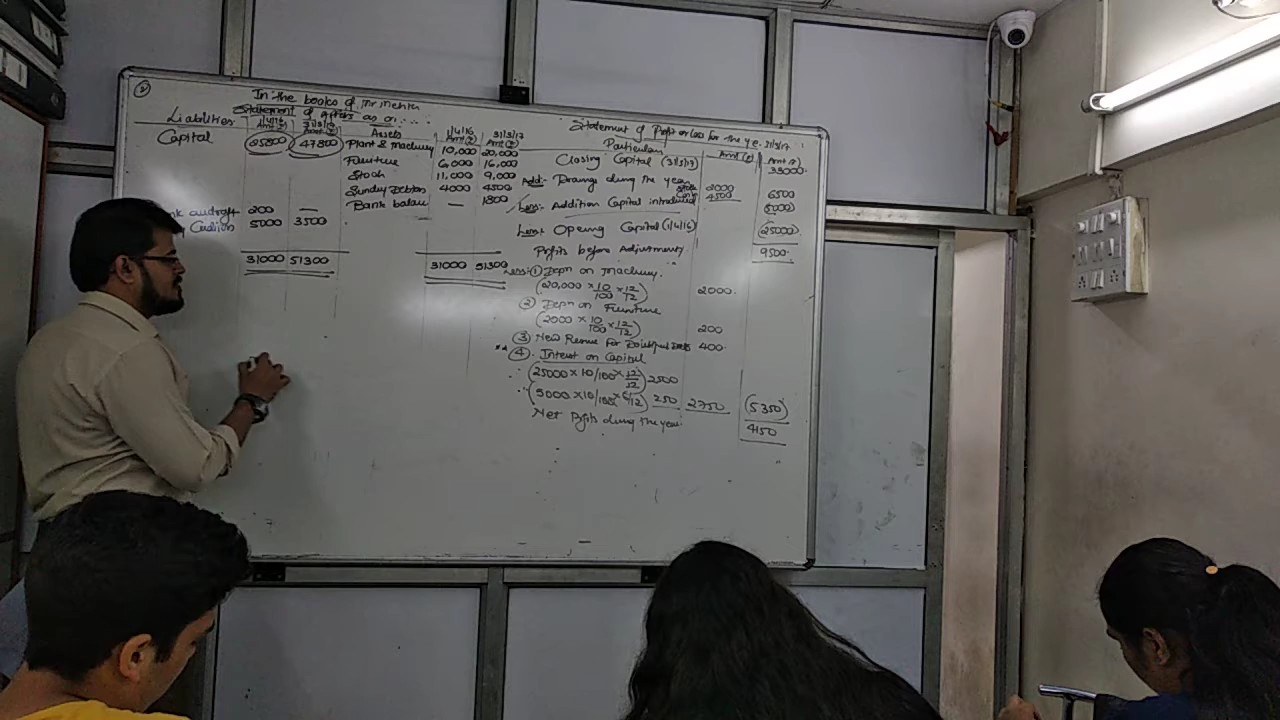 2
In the books of Mr Mehta
Statement of Affairs as on . . . .
Liabilities 1/4/16 Amt (₹) 31/3/17 Amt (₹) Assets 1/4/16 Amt (₹) 31/3/17 Amt (₹)
Capital 25800 47800 Plant & Machinery 10,000 20,000
Furniture 6,000 16,000
Stock 11,000 9,000
Sundry Debtors 4000 4500
200 — Bank balan — 1800
5000 3500
31000 51300 31000 51300
Statement of Profit or Loss for the y.e. 31/3/17
Particulars Amt (₹) Amt (₹)
Closing Capital (31/3/17) 33000
Add:- Drawings during the year 2000
4500 6500
Less:- Addition Capital introduced (5000)
Less: Opening Capital (1/4/16) (25000)
Profits before Adjustments 9500
Less:- ① Depn on Machinery.
(20,000 × 10/100 × 12/12) 2000
② Depn on Furniture
(2000 × 10/100 × 12/12) 200
③ New Reserve for Doubtful Debts 400
④ Interest on Capital
(25000 × 10/100 × 12/12) 2500
(5000 × 10/100 × 6/12) 250 2750 (5350)
Net Profits during the year 4150